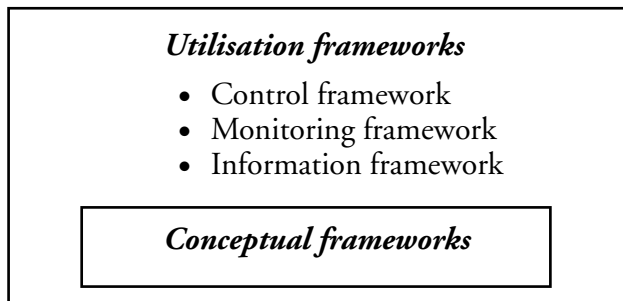 Utilisation frameworks
• Control framework
• Monitoring framework
• Information framework
Conceptual frameworks